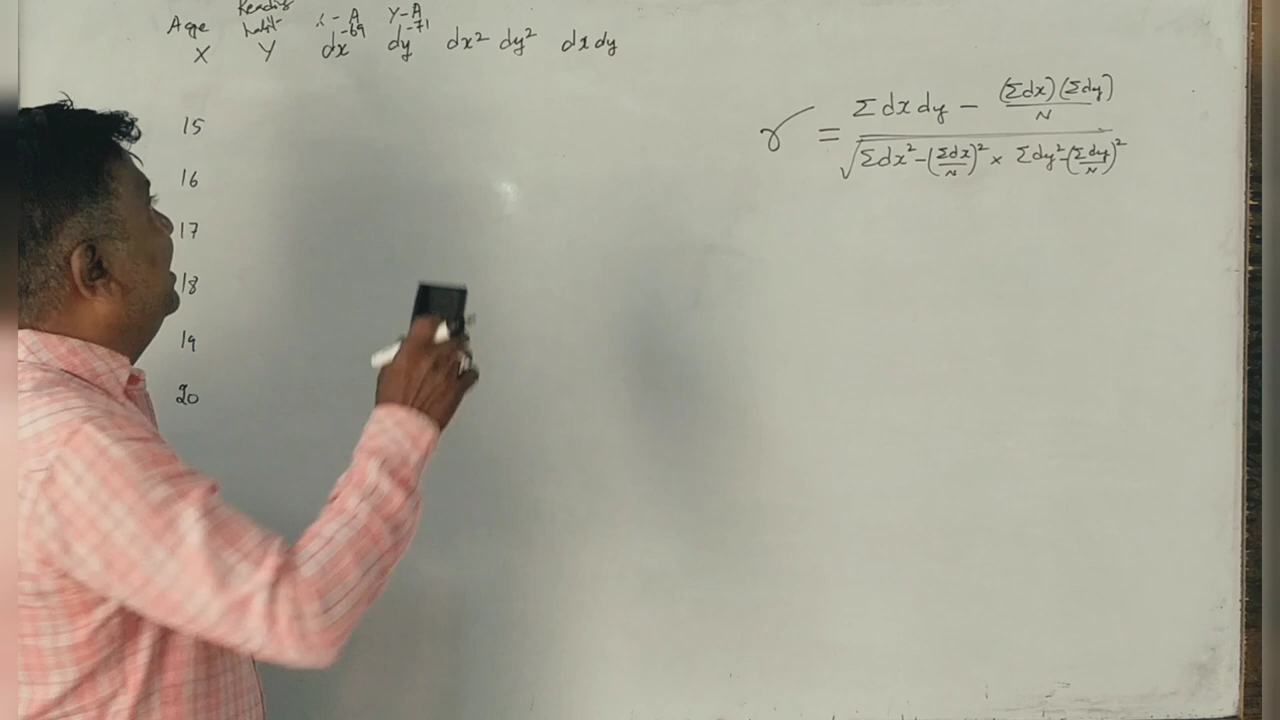 Reading
Age habit X - A Y - A
X Y dx -69 dy -71 dx² dy² dx dy
15
16
17
18
19
20
r = Σdx dy - (Σdx)(Σdy)/N
√Σdx² - (Σdx/N)² × Σdy² - (Σdy/N)²